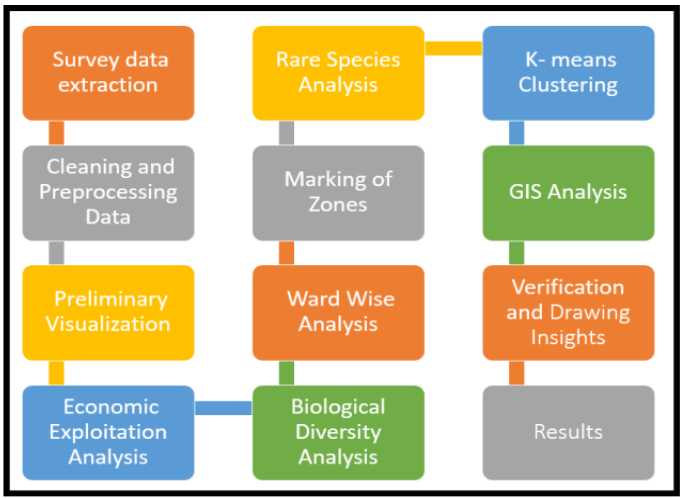 Survey data
extraction
Cleaning and
Preprocessing
Data
Preliminary
Visualization
Economic
Exploitation
Analysis
Biological
Diversity
Analysis
Ward Wise
Analysis
Marking of
Zones
Rare Species
Analysis
K- means
Clustering
GIS Analysis
Verification
and Drawing
Insights
Results